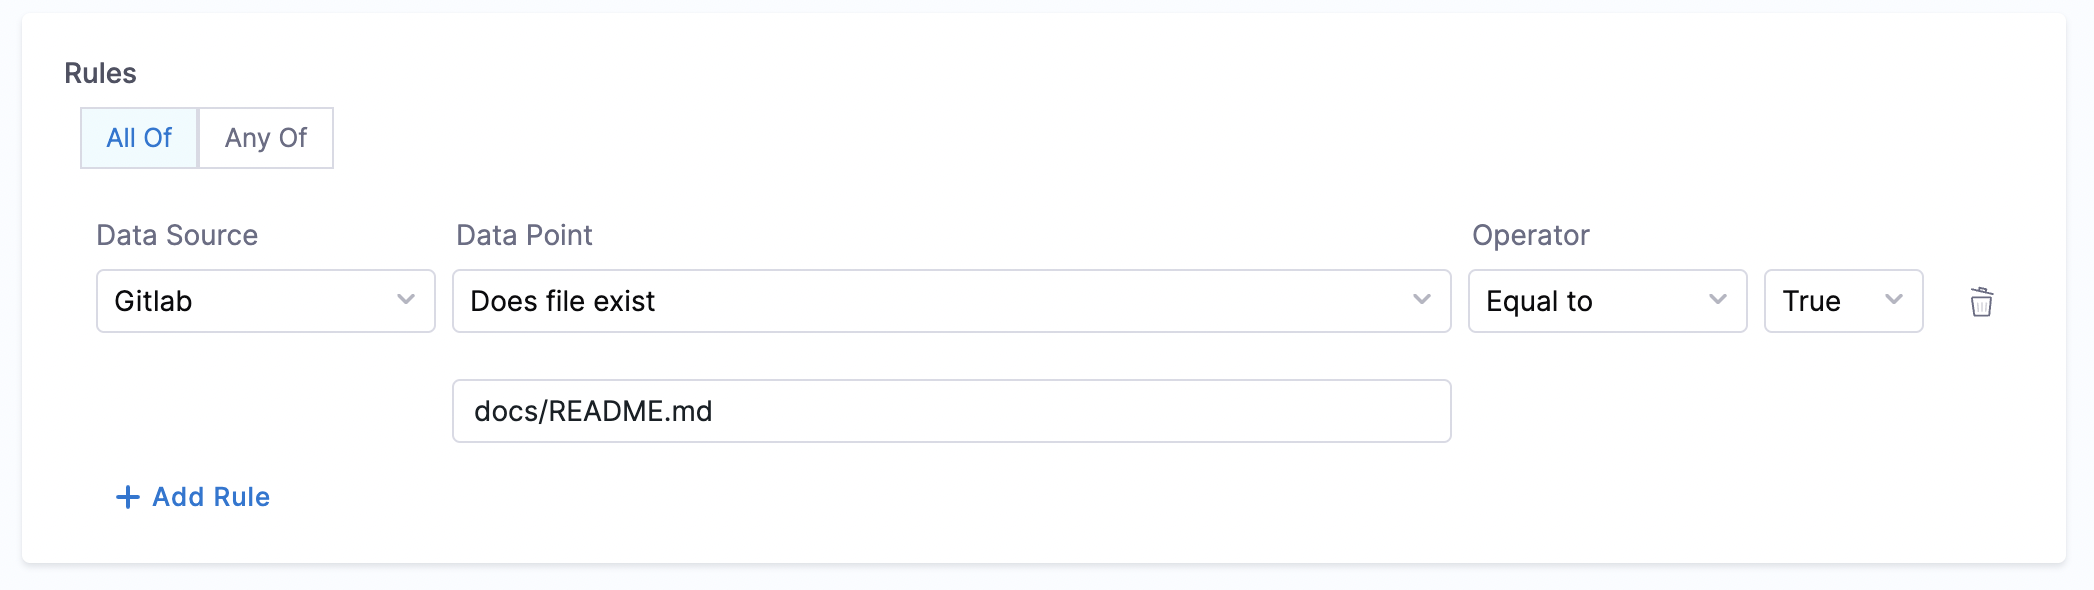 Rules
All Of Any Of
Data Source Data Point Operator
Gitlab Does file exist Equal to True
docs/README.md
+ Add Rule